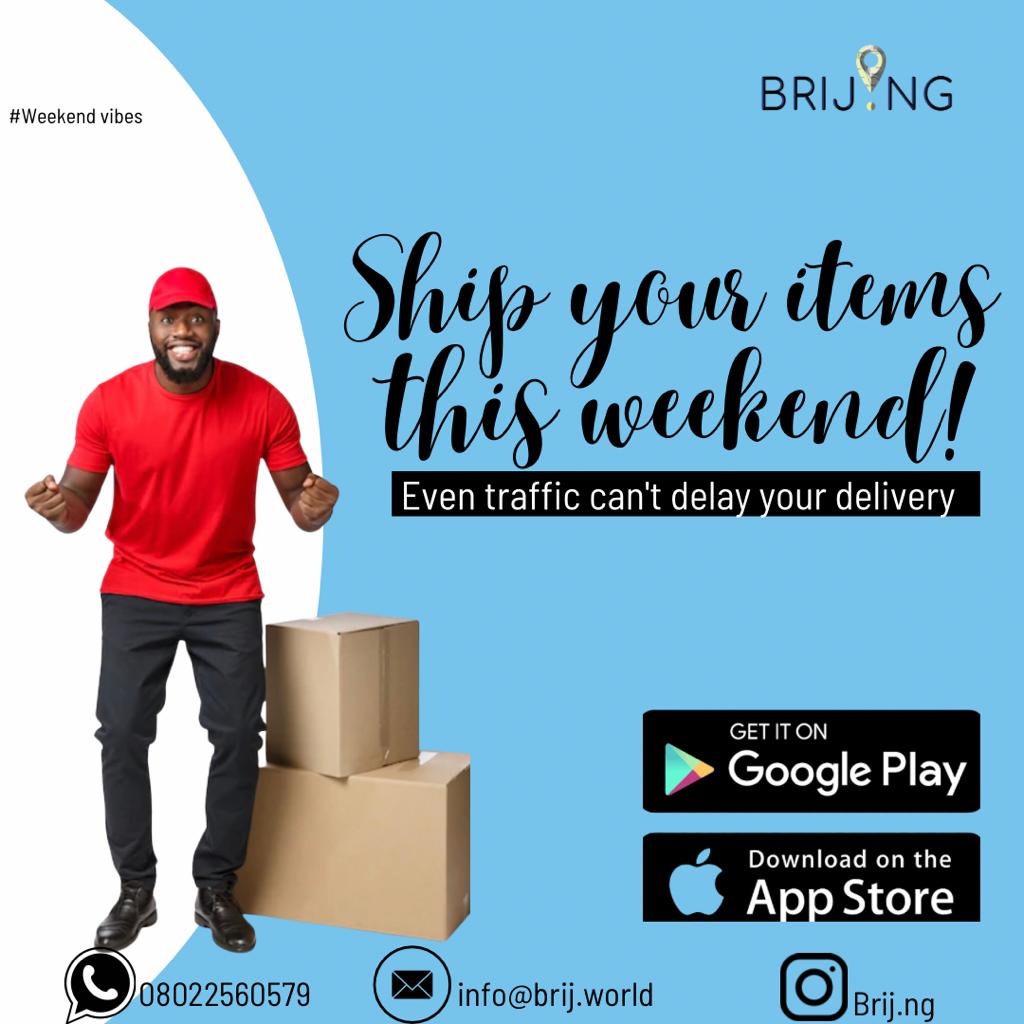 #Weekend vibes
BRIJ.NG
Ship your items
this weekend!
Even traffic can't delay your delivery
GET IT ON
Google Play
Download on the
App Store
08022560579
info@brij.world
Brij.ng